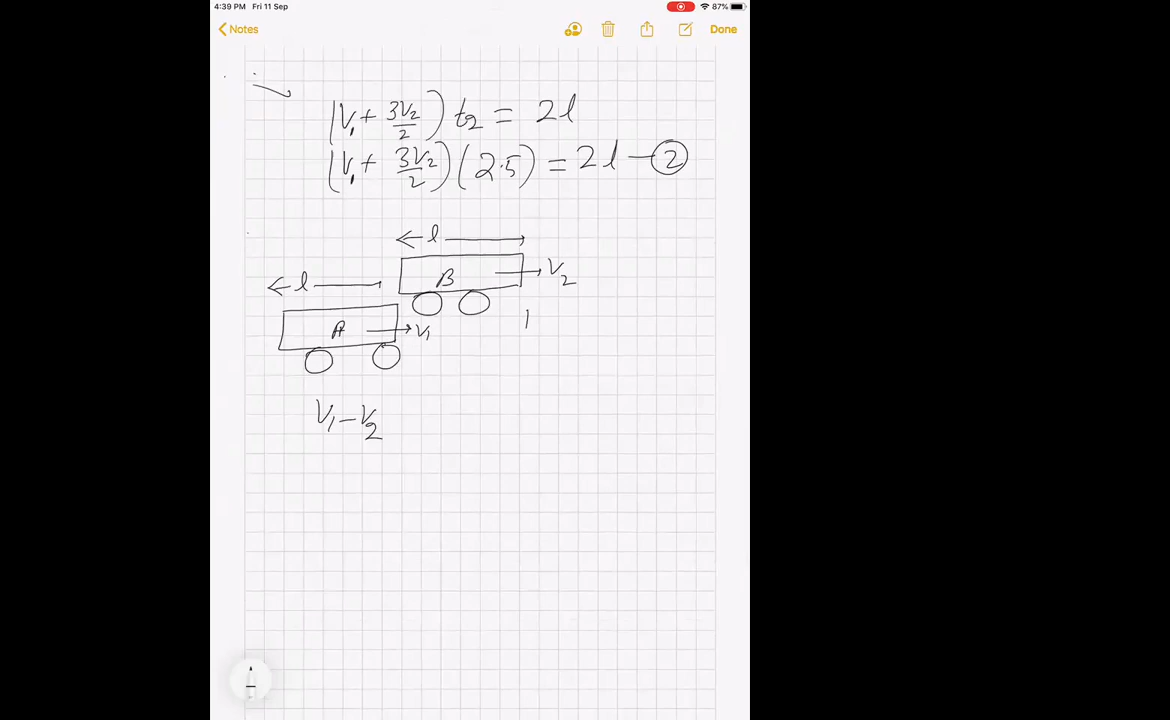 4:39 PM Fri 11 Sep 87%
Notes Done
(V₁ + 3V₂/2) t₂ = 2l
(V₁ + 3V₂/2) (2.5) = 2l — ②
l
B V₂
l
A V₁
V₁ - V₂